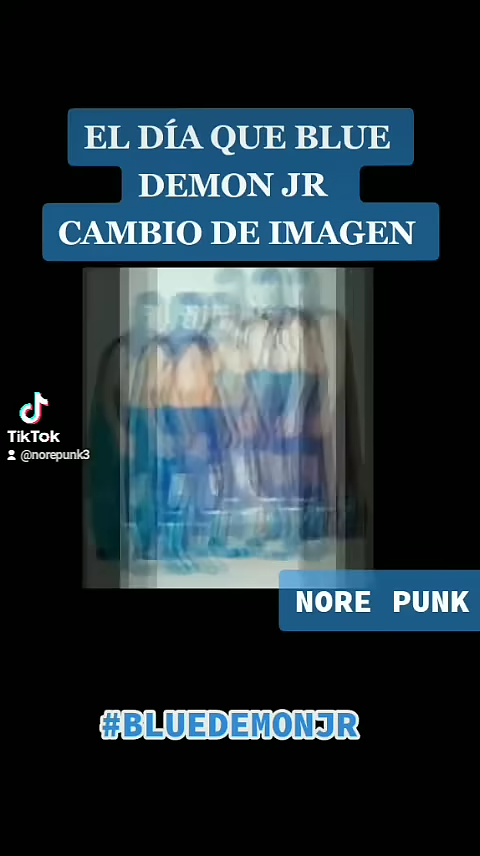 EL DÍA QUE BLUE
DEMON JR
CAMBIO DE IMAGEN
TikTok
@norepunk3
NORE PUNK
#BLUEDEMONJR